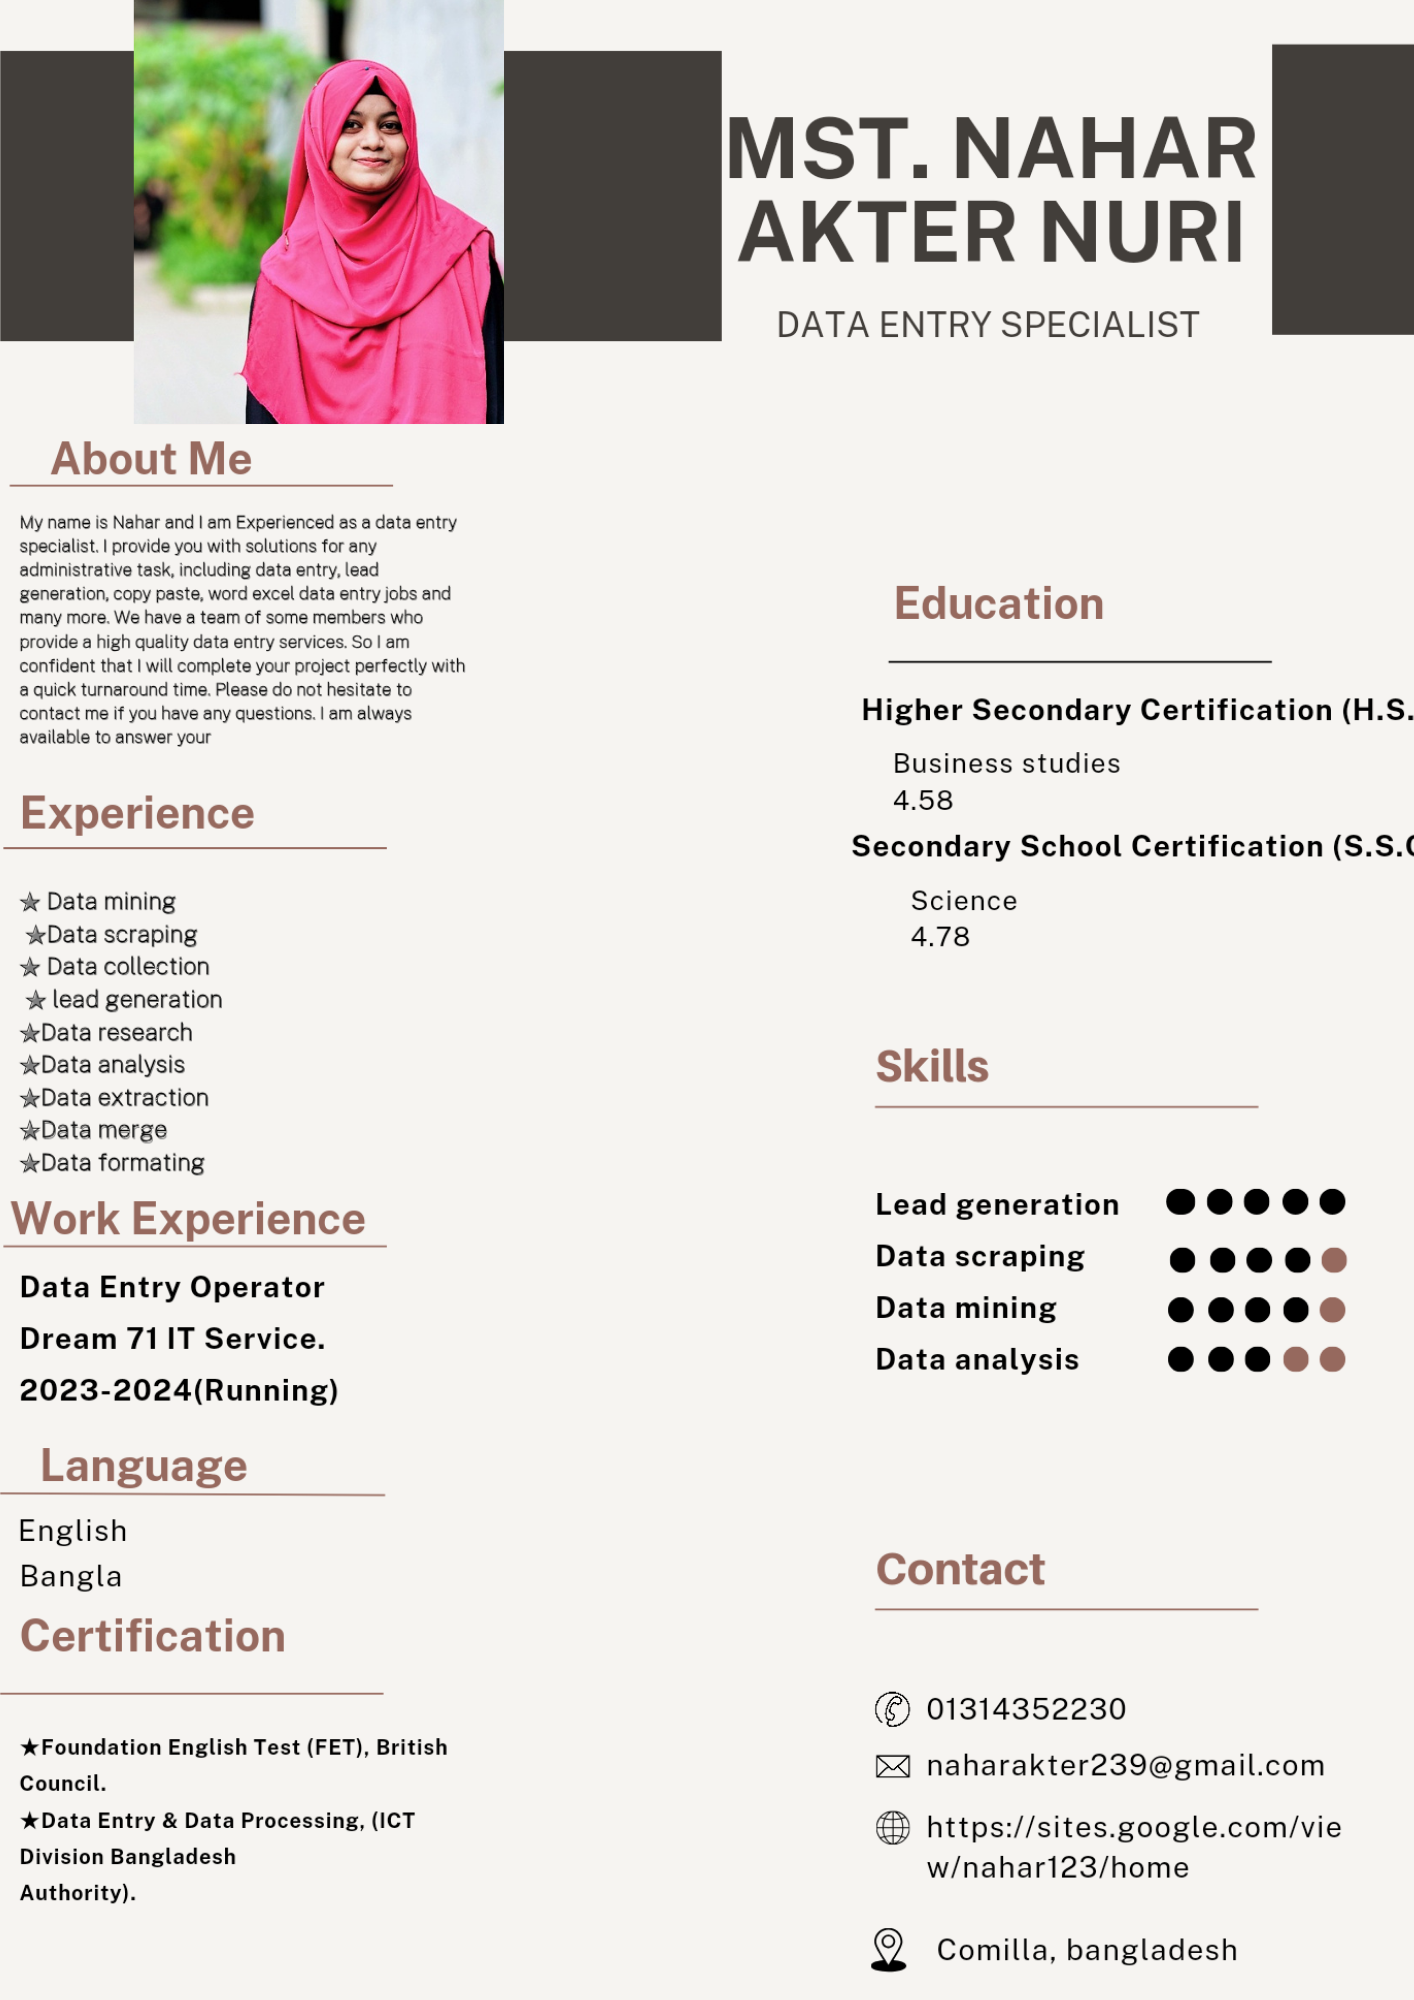 MST. NAHAR
AKTER NURI
DATA ENTRY SPECIALIST
About Me
My name is Nahar and I am Experienced as a data entry
specialist. I provide you with solutions for any
administrative task, including data entry, lead
generation, copy paste, word excel data entry jobs and
many more. We have a team of some members who
provide a high quality data entry services. So I am
confident that I will complete your project perfectly with
a quick turnaround time. Please do not hesitate to
contact me if you have any questions. I am always
available to answer your
Experience
★ Data mining
★Data scraping
★ Data collection
★ lead generation
★Data research
★Data analysis
★Data extraction
★Data merge
★Data formating
Work Experience
Data Entry Operator
Dream 71 IT Service.
2023-2024(Running)
Language
English
Bangla
Certification
★Foundation English Test (FET), British
Council.
★Data Entry & Data Processing, (ICT
Division Bangladesh
Authority).
Education
Higher Secondary Certification (H.S.
Business studies
4.58
Secondary School Certification (S.S.C
Science
4.78
Skills
Lead generation
Data scraping
Data mining
Data analysis
Contact
01314352230
naharakter239@gmail.com
https://sites.google.com/vie
w/nahar123/home
Comilla, bangladesh